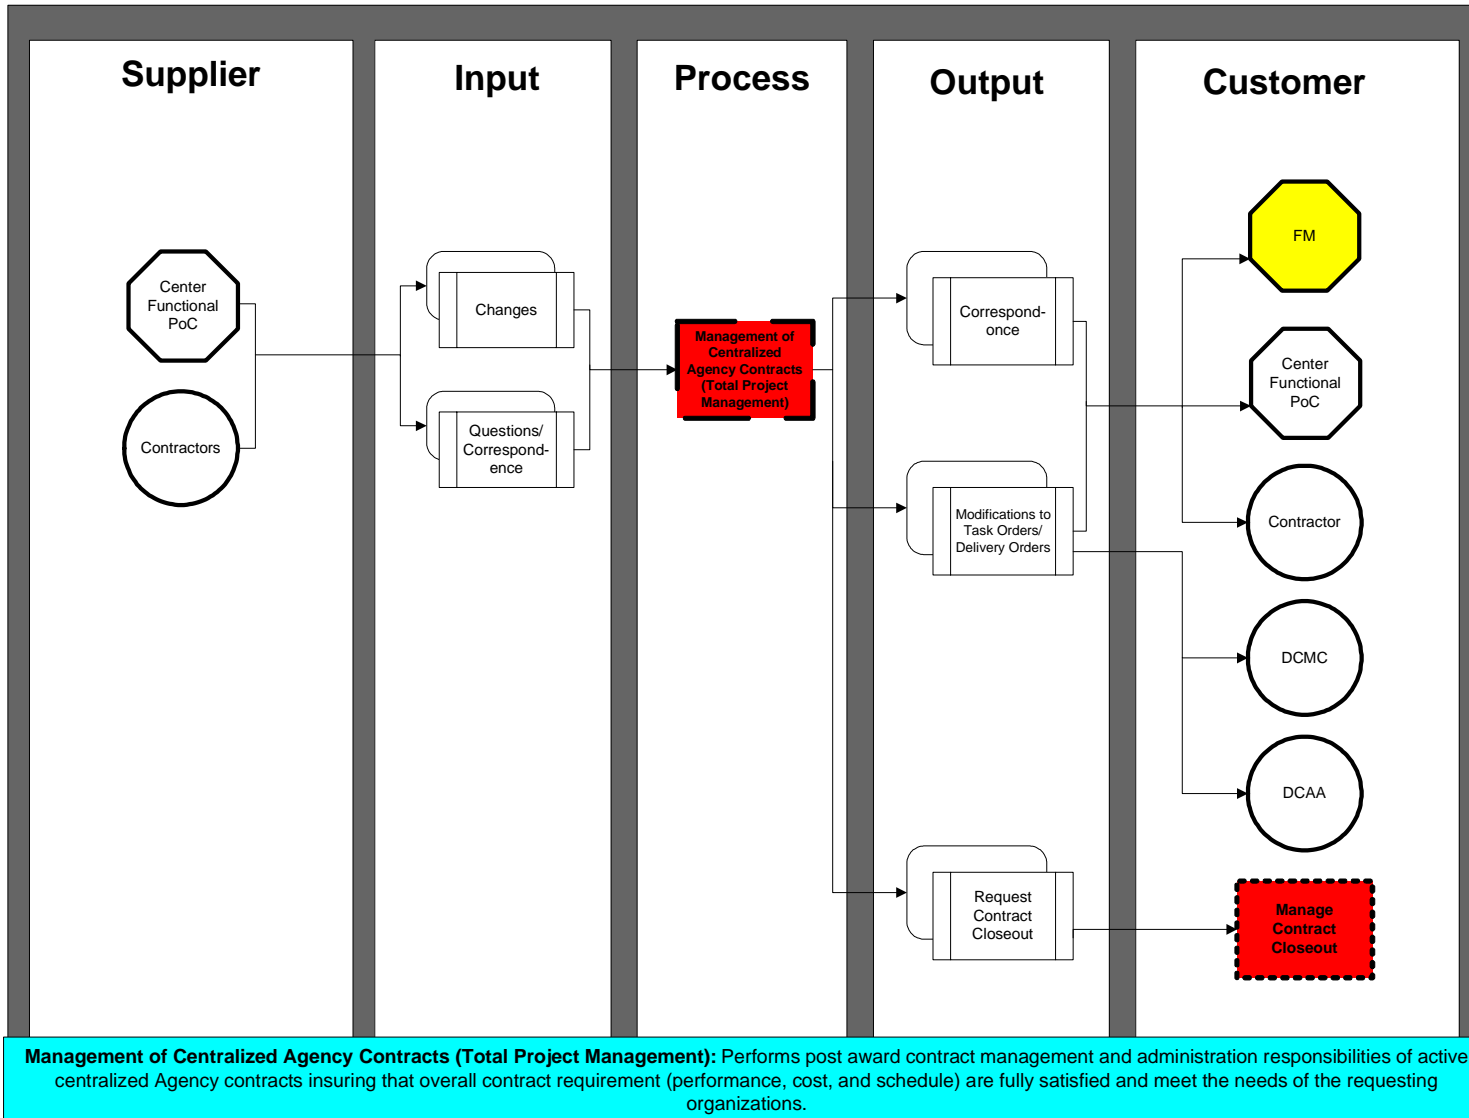 Supplier
Input
Process
Output
Customer
Center
Functional
PoC
Contractors
Changes
Questions/
Correspond-
ence
Management of
Centralized
Agency Contracts
(Total Project
Management)
Correspond-
once
Modifications to
Task Orders/
Delivery Orders
Request
Contract
Closeout
FM
Center
Functional
PoC
Contractor
DCMC
DCAA
Manage
Contract
Closeout
Management of Centralized Agency Contracts (Total Project Management): Performs post award contract management and administration responsibilities of active
centralized Agency contracts insuring that overall contract requirement (performance, cost, and schedule) are fully satisfied and meet the needs of the requesting
organizations.